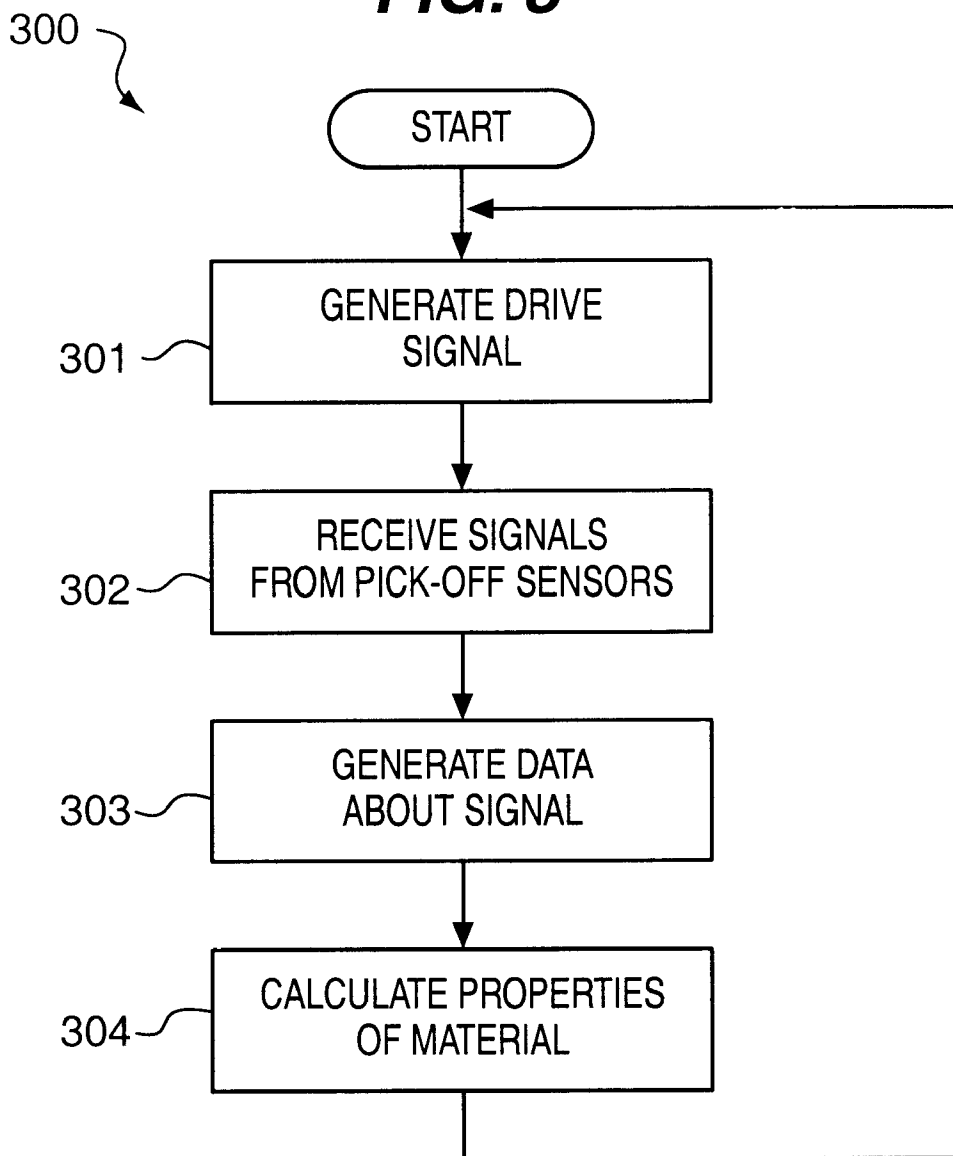 FIG.
300
START
GENERATE DRIVE
SIGNAL
301
RECEIVE SIGNALS
FROM PICK-OFF SENSORS
302
GENERATE DATA
ABOUT SIGNAL
303
CALCULATE PROPERTIES
OF MATERIAL
304